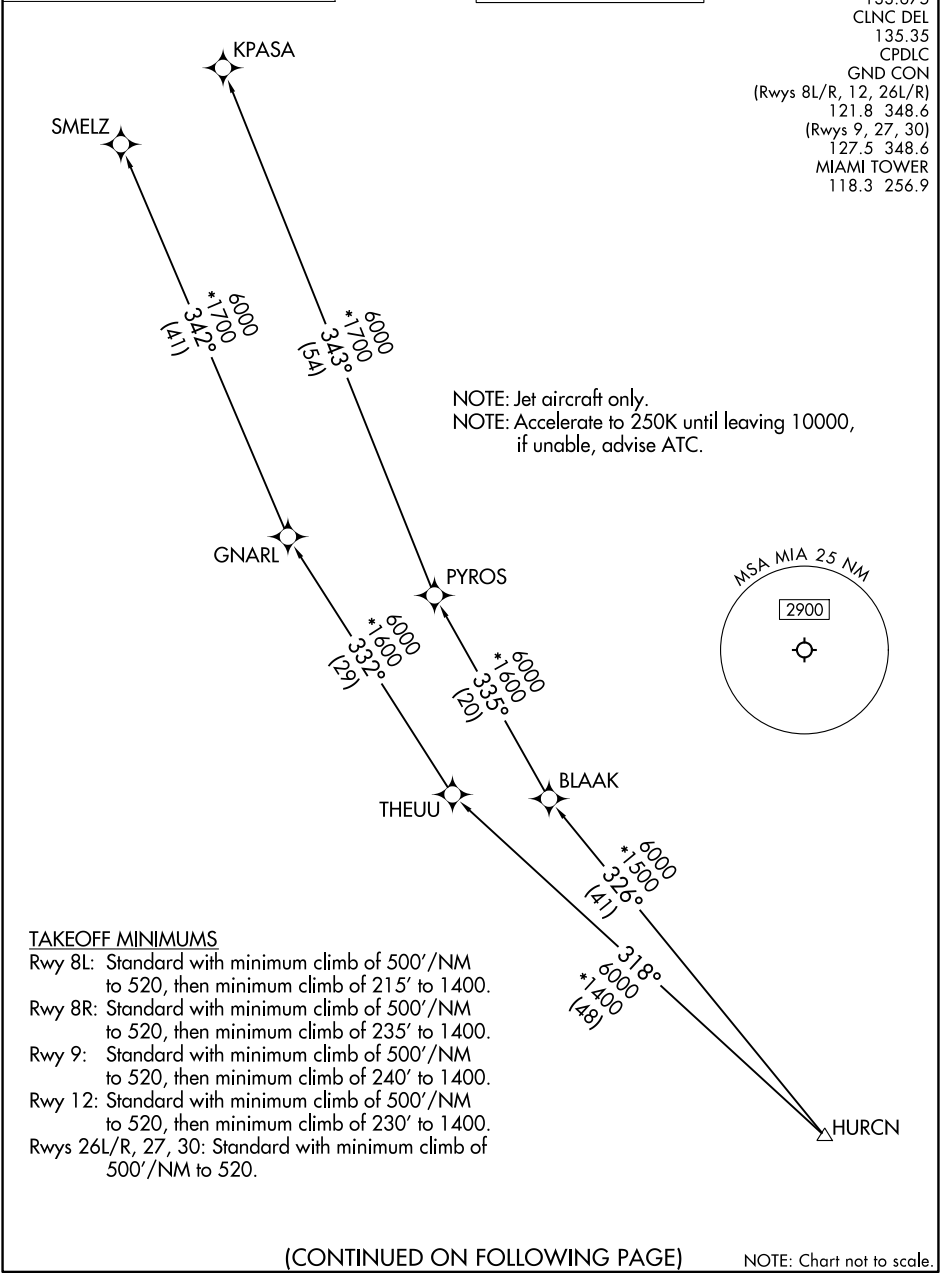 CLNC DEL
135.35
CPDLC
GND CON
(Rwys 8L/R, 12, 26L/R)
121.8 348.6
(Rwys 9, 27, 30)
127.5 348.6
MIAMI TOWER
118.3 256.9
KPASA
SMELZ
6000
*1700
342°
(41)
6000
*1700
343°
(54)
NOTE: Jet aircraft only.
NOTE: Accelerate to 250K until leaving 10000,
if unable, advise ATC.
GNARL
PYROS
MSA MIA 25 NM
2900
6000
*1600
332°
(29)
6000
*1600
335°
(20)
THEUU
BLAAK
6000
*1500
326°
(41)
318°
6000
*1400
(48)
TAKEOFF MINIMUMS
Rwy 8L: Standard with minimum climb of 500'/NM
to 520, then minimum climb of 215' to 1400.
Rwy 8R: Standard with minimum climb of 500'/NM
to 520, then minimum climb of 235' to 1400.
Rwy 9: Standard with minimum climb of 500'/NM
to 520, then minimum climb of 240' to 1400.
Rwy 12: Standard with minimum climb of 500'/NM
to 520, then minimum climb of 230' to 1400.
Rwys 26L/R, 27, 30: Standard with minimum climb of
500'/NM to 520.
HURCN
(CONTINUED ON FOLLOWING PAGE)
NOTE: Chart not to scale.